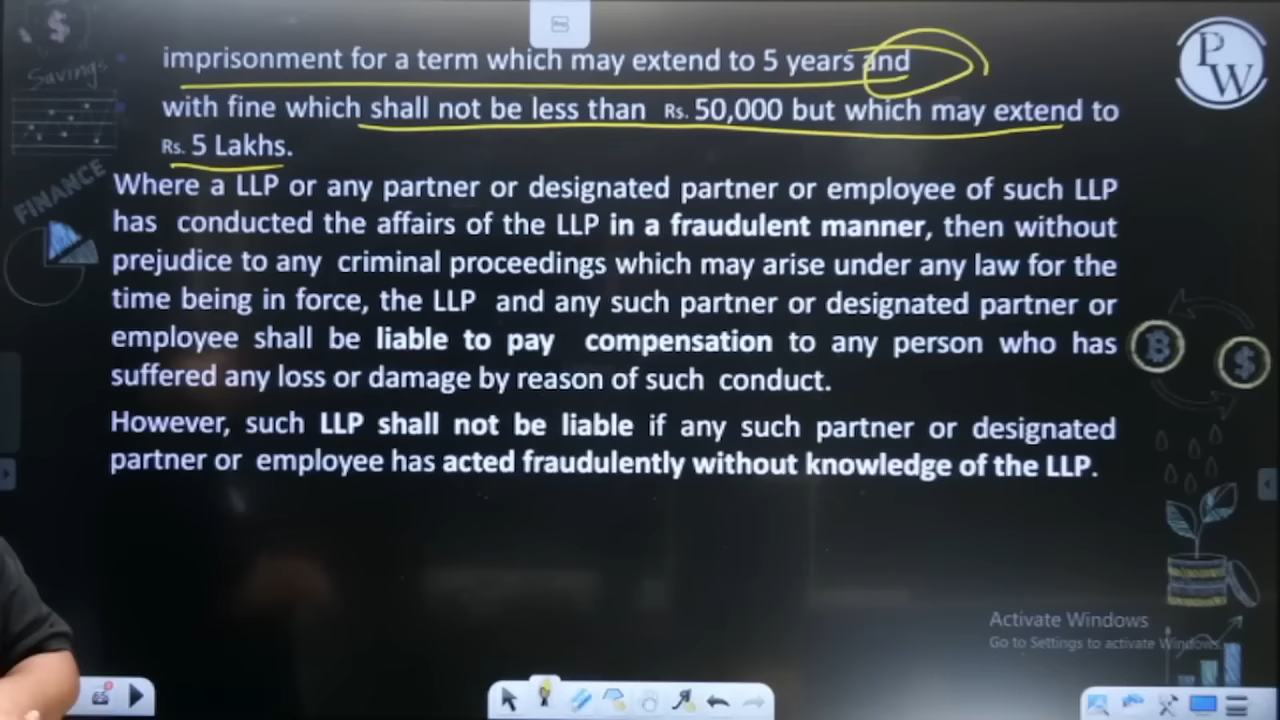 imprisonment for a term which may extend to 5 years and
with fine which shall not be less than Rs. 50,000 but which may extend to
Rs. 5 Lakhs.
Where a LLP or any partner or designated partner or employee of such LLP
has conducted the affairs of the LLP in a fraudulent manner, then without
prejudice to any criminal proceedings which may arise under any law for the
time being in force, the LLP and any such partner or designated partner or
employee shall be liable to pay compensation to any person who has
suffered any loss or damage by reason of such conduct.
However, such LLP shall not be liable if any such partner or designated
partner or employee has acted fraudulently without knowledge of the LLP.
Savings
FINANCE
P
W
Activate Windows
Go to Settings to activate Windows.